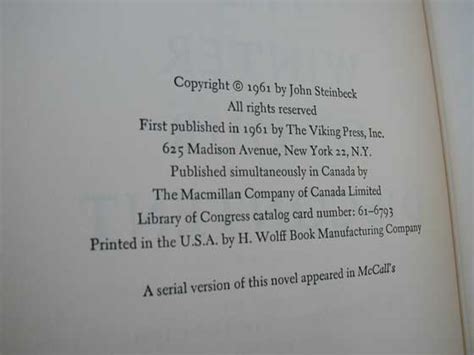 Copyright © 1961 by John Steinbeck
All rights reserved
First published in 1961 by The Viking Press, Inc.
625 Madison Avenue, New York 22, N.Y.
Published simultaneously in Canada by
The Macmillan Company of Canada Limited
Library of Congress catalog card number: 61–6793
Printed in the U.S.A. by H. Wolff Book Manufacturing Company
A serial version of this novel appeared in McCall's